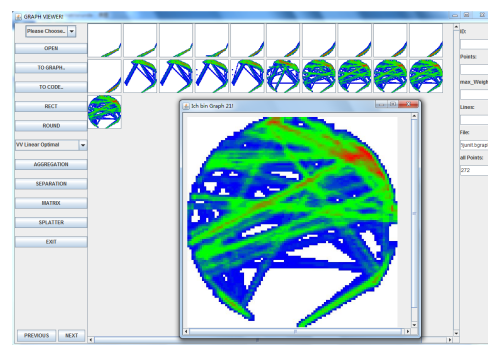 GRAPH VIEWER!
Please Choose..
OPEN
TO GRAPH..
TO CODE..
RECT
ROUND
VV Linear Optimal
AGGREGATION
SEPARATION
MATRIX
SPLATTER
EXIT
PREVIOUS NEXT
Ich bin Graph 21!
ID:
Points:
max_Weigh
Lines:
File:
all Points:
272